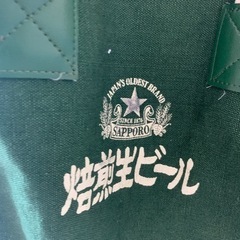 JAPAN'S OLDEST BRAND
SINCE 1876
SAPPORO
焙煎生ビール